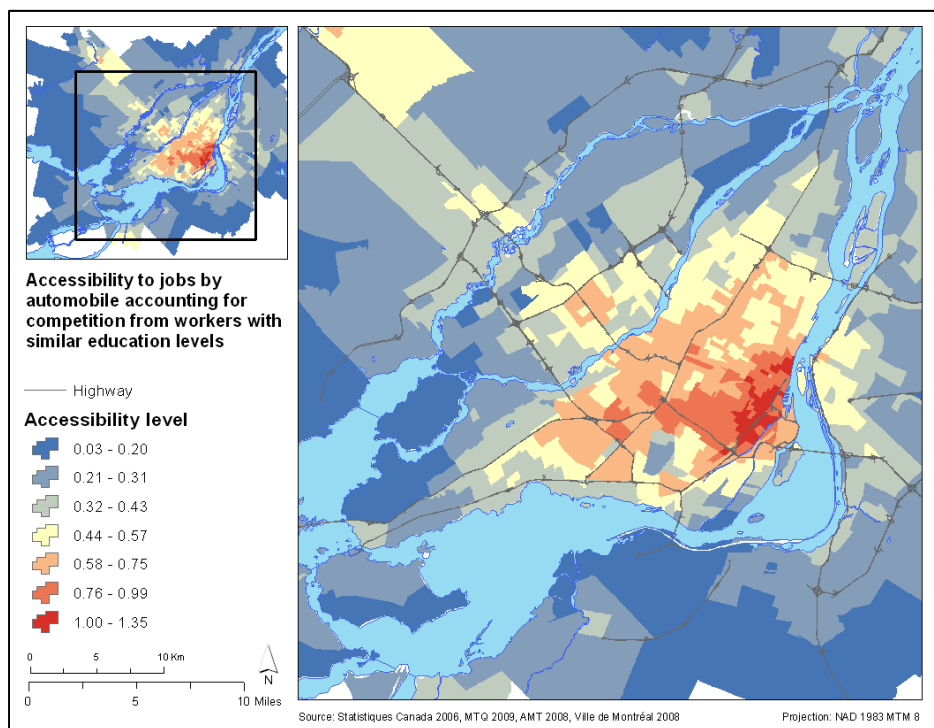 Accessibility to jobs by
automobile accounting for
competition from workers with
similar education levels
Highway
Accessibility level
0.03 - 0.20
0.21 - 0.31
0.32 - 0.43
0.44 - 0.57
0.58 - 0.75
0.76 - 0.99
1.00 - 1.35
0 5 10 Km
N
0 5 10 Miles
Source: Statistiques Canada 2006, MTQ 2009, AMT 2008, Ville de Montréal 2008
Projection: NAD 1983 MTM 8